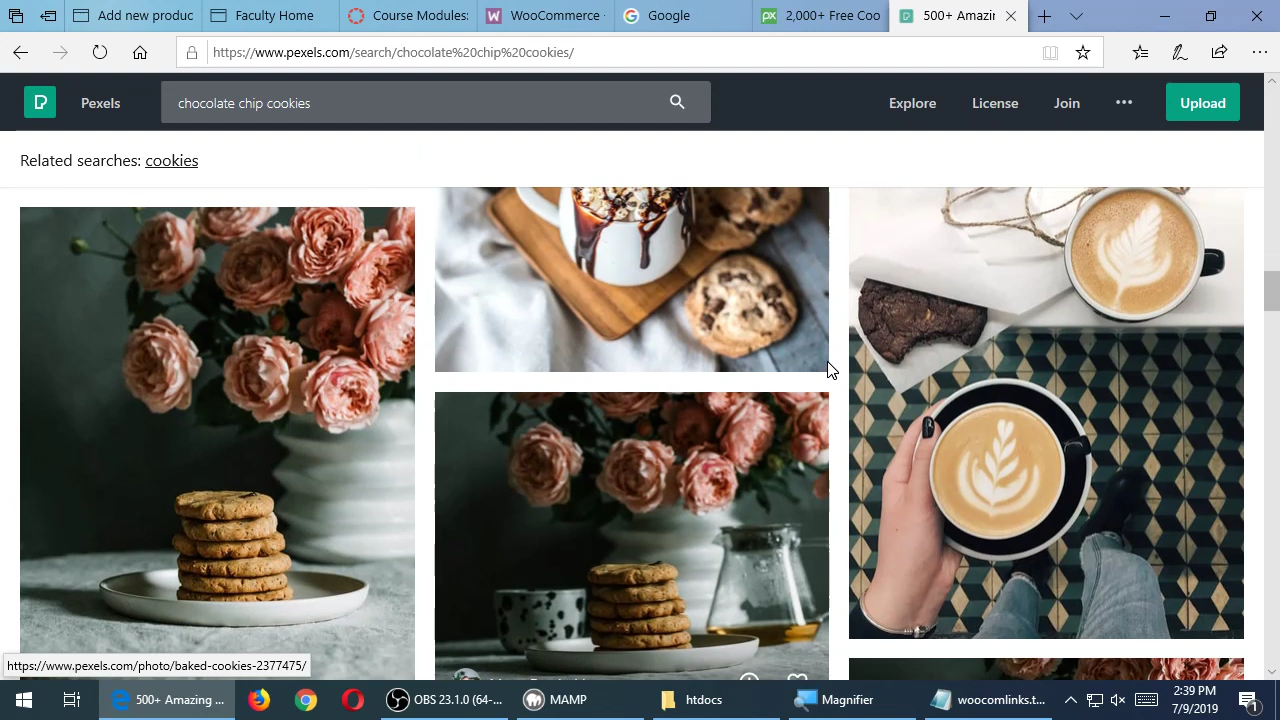 Add new produc
Faculty Home
Course Modules:
WooCommerce
Google
2,000+ Free Coo
500+ Amazin
https://www.pexels.com/search/chocolate%20chip%20cookies/
Pexels
chocolate chip cookies
Explore
License
Join
Upload
Related searches: cookies
https://www.pexels.com/photo/baked-cookies-2377475/
500+ Amazing ...
OBS 23.1.0 (64-...
MAMP
htdocs
Magnifier
woocomlinks.t...
2:39 PM
7/9/2019